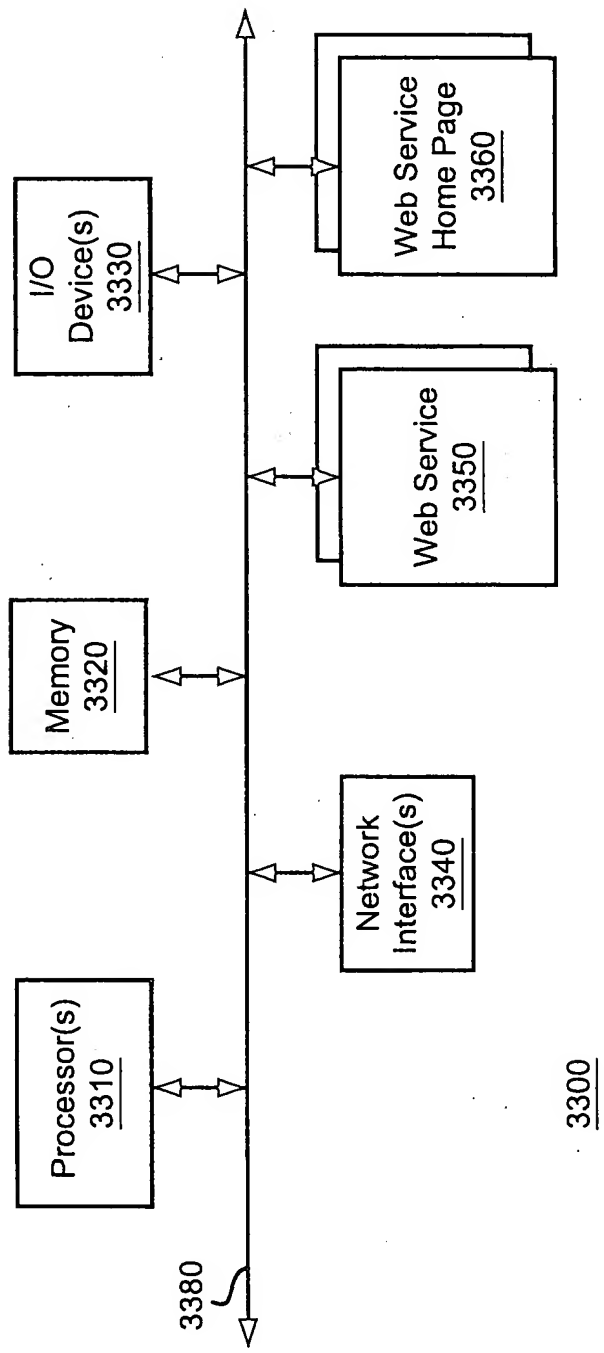 Processor(s)
3310
Memory
3320
I/O
Device(s)
3330
3380
Network
Interface(s)
3340
Web Service
3350
Web Service
Home Page
3360
3300